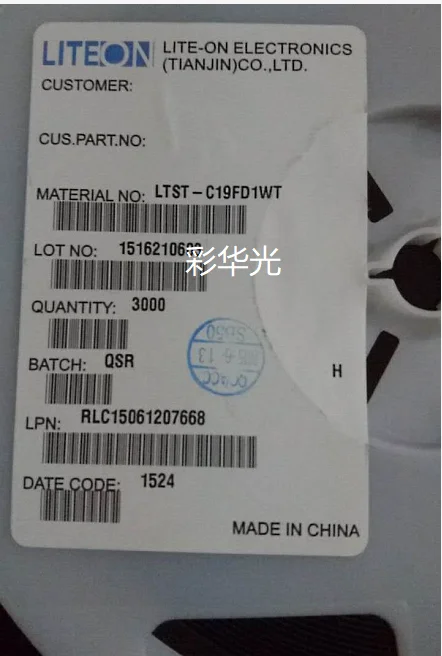 LITEON
LITE-ON ELECTRONICS
(TIANJIN)CO.,LTD.
CUSTOMER:
CUS.PART.NO:
MATERIAL NO: LTST-C19FD1WT
LOT NO:
彩华光
QUANTITY: 3000
BATCH: QSR
H
LPN: RLC15061207668
DATE CODE: 1524
MADE IN CHINA